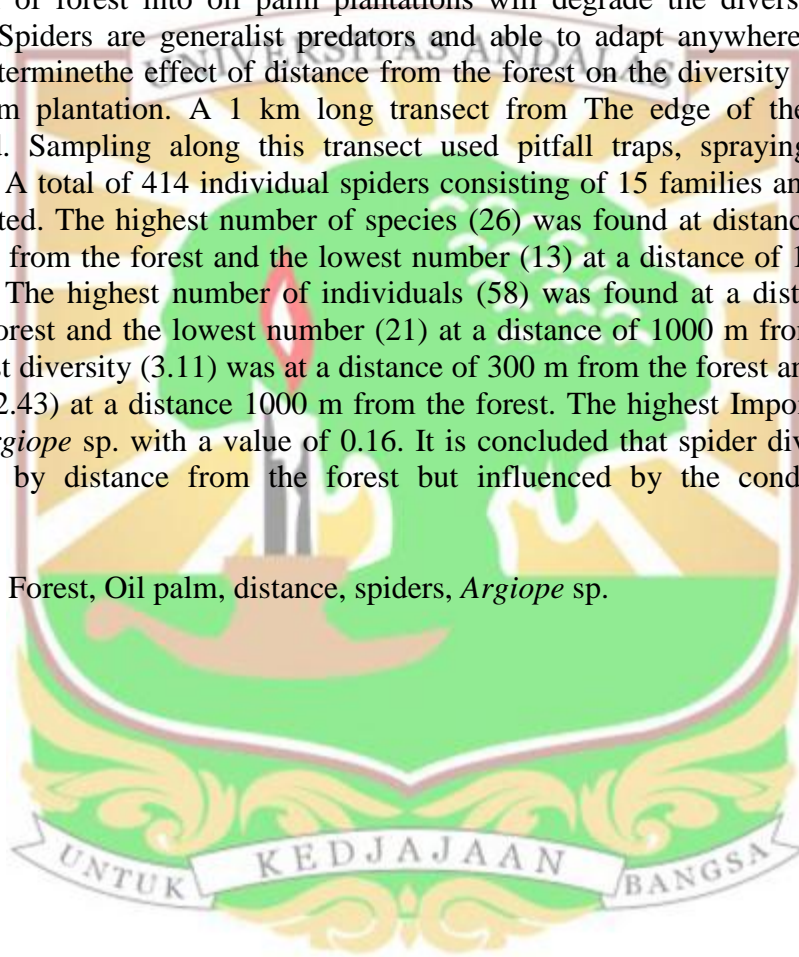 of forest into oil palm plantations will degrade the divers
Spiders are generalist predators and able to adapt anywhere
terminethe effect of distance from the forest on the diversity
m plantation. A 1 km long transect from The edge of the
l. Sampling along this transect used pitfall traps, spraying
A total of 414 individual spiders consisting of 15 families an
ted. The highest number of species (26) was found at distanc
from the forest and the lowest number (13) at a distance of 1
The highest number of individuals (58) was found at a dist
orest and the lowest number (21) at a distance of 1000 m from
st diversity (3.11) was at a distance of 300 m from the forest an
2.43) at a distance 1000 m from the forest. The highest Impor
rgiope sp. with a value of 0.16. It is concluded that spider div
by distance from the forest but influenced by the cond
Forest, Oil palm, distance, spiders, Argiope sp.
UNIVERSITAS ANDALAS
UNTUK KEDJAJAAN BANGSA